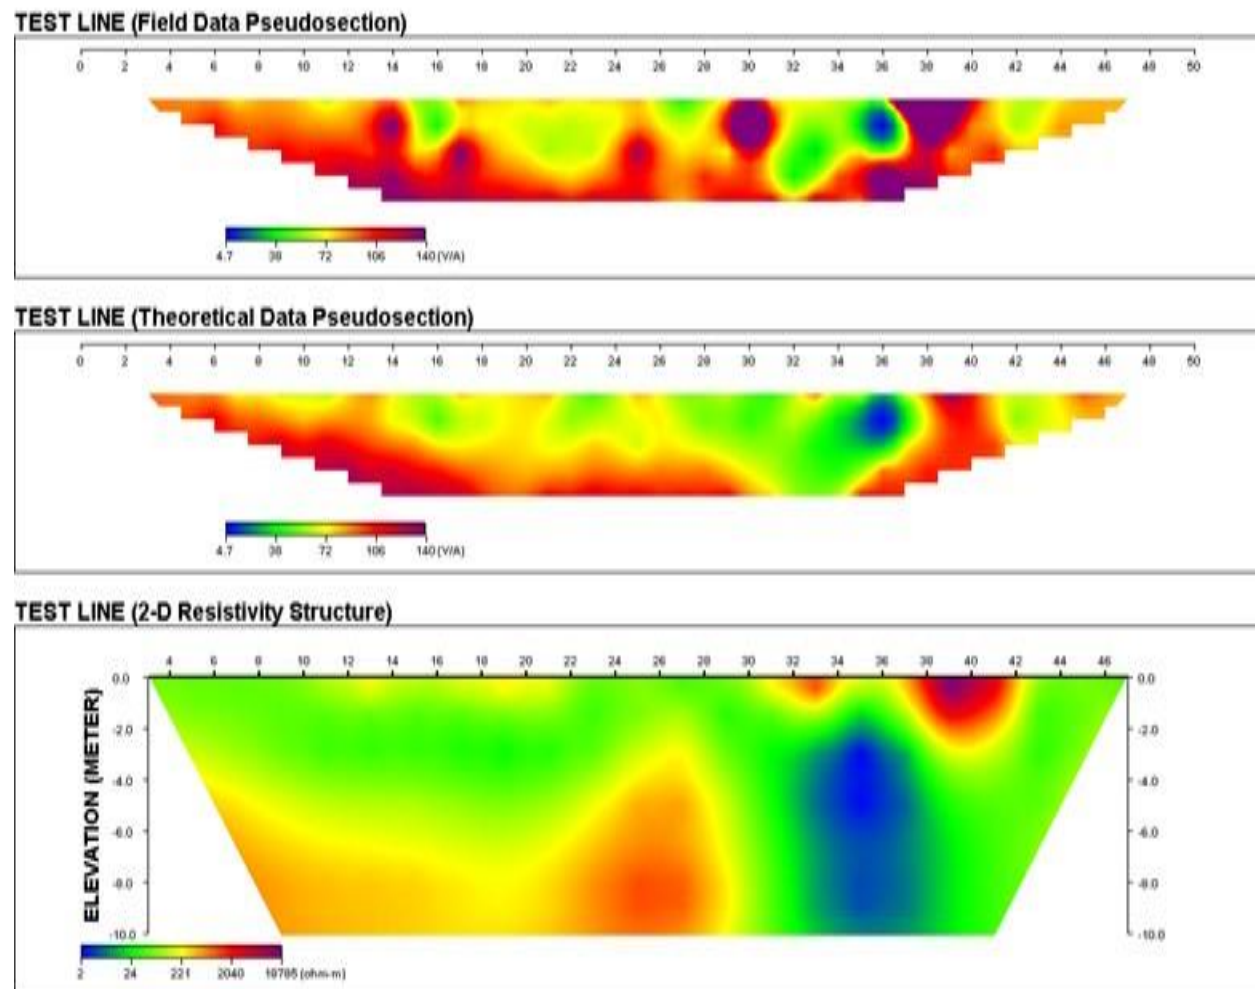 TEST LINE (Field Data Pseudosection)
0 2 4 6 8 10 12 14 16 18 20 22 24 26 28 30 32 34 36 38 40 42 44 46 48 50
4.7 38 72 106 140 (V/A)
TEST LINE (Theoretical Data Pseudosection)
0 2 4 6 8 10 12 14 16 18 20 22 24 26 28 30 32 34 36 38 40 42 44 46 48 50
4.7 38 72 106 140 (V/A)
TEST LINE (2-D Resistivity Structure)
4 6 8 10 12 14 16 18 20 22 24 26 28 30 32 34 36 38 40 42 44 46
ELEVATION (METER)
0.0 0.0
-2.0 -2.0
-4.0 -4.0
-6.0 -6.0
-8.0 -8.0
-10.0 -10.0
2 24 221 2040 18785 (ohm-m)